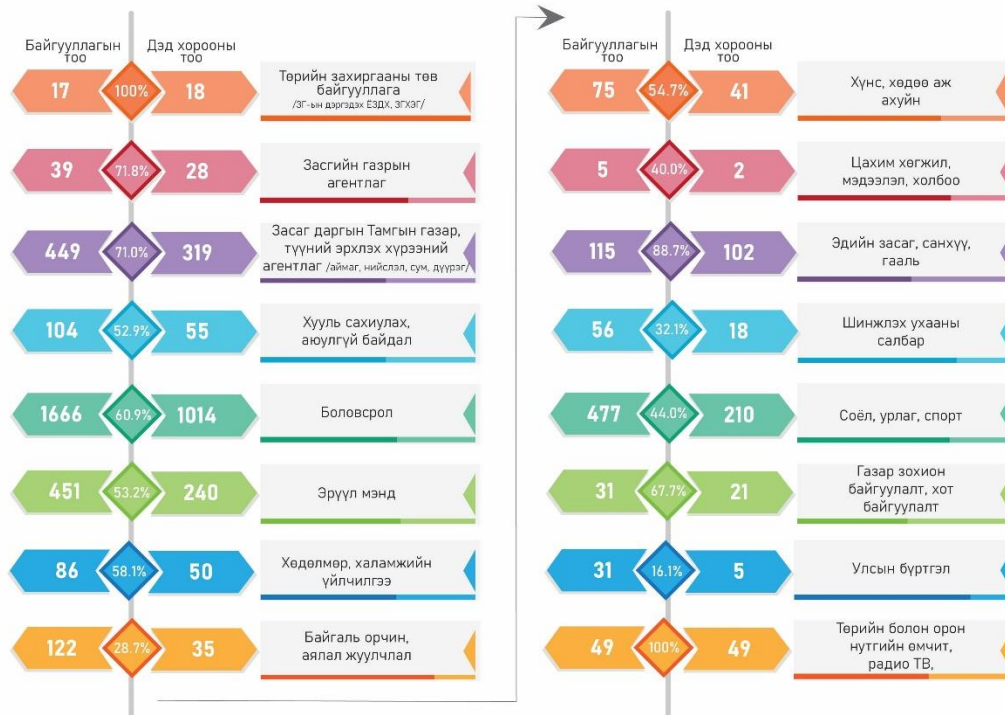 Байгууллагын тоо
Дэд хорооны тоо
17
100%
18
Төрийн захиргааны төв
байгууллага
/ЗГ-ын дэргэдэх ЁЗДХ, ЗГХЭГ/
39
71.8%
28
Засгийн газрын
агентлаг
449
71.0%
319
Засаг даргын Тамгын газар,
түүний эрхлэх хүрээний
агентлаг /аймаг, нийслэл, сум, дүүрэг/
104
52.9%
55
Хууль сахиулах,
аюулгүй байдал
1666
60.9%
1014
Боловсрол
451
53.2%
240
Эрүүл мэнд
86
58.1%
50
Хөдөлмөр, халамжийн
үйлчилгээ
122
28.7%
35
Байгаль орчин,
аялал жуулчлал
Байгууллагын тоо
Дэд хорооны тоо
75
54.7%
41
Хүнс, хөдөө аж
ахуйн
5
40.0%
2
Цахим хөгжил,
мэдээлэл, холбоо
115
88.7%
102
Эдийн засаг, санхүү,
гааль
56
32.1%
18
Шинжлэх ухааны
салбар
477
44.0%
210
Соёл, урлаг, спорт
31
67.7%
21
Газар зохион
байгуулалт, хот
байгуулалт
31
16.1%
5
Улсын бүртгэл
49
100%
49
Төрийн болон орон
нутгийн өмчит,
радио ТВ,